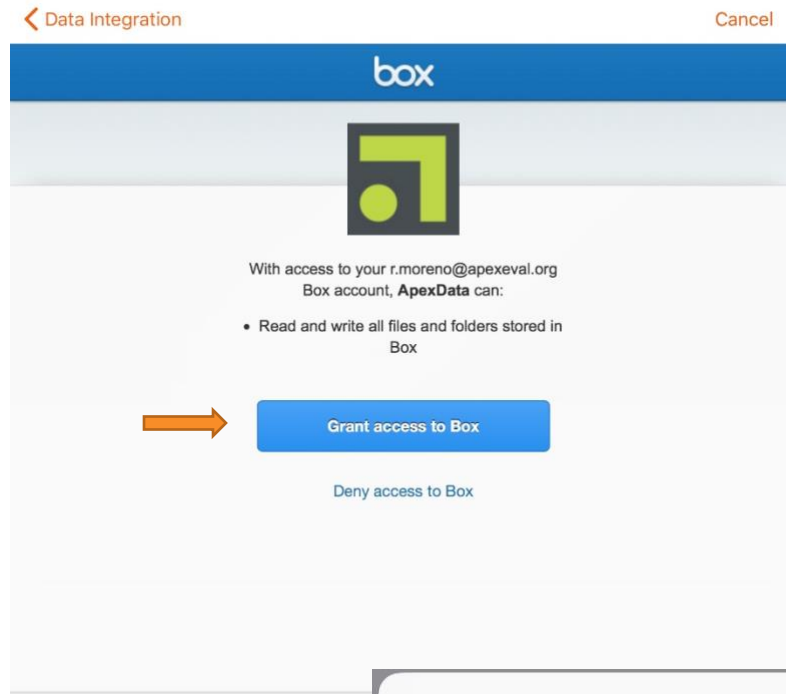 Data Integration
Cancel
box
With access to your r.moreno@apexeval.org
Box account, ApexData can:
• Read and write all files and folders stored in
Box
Grant access to Box
Deny access to Box